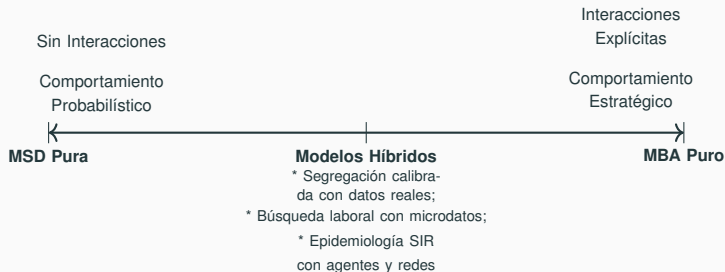 Sin Interacciones
Comportamiento
Probabilístico
Interacciones
Explícitas
Comportamiento
Estratégico
MSD Pura
Modelos Híbridos
MBA Puro
* Segregación calibra-
da con datos reales;
* Búsqueda laboral con microdatos;
* Epidemiología SIR
con agentes y redes